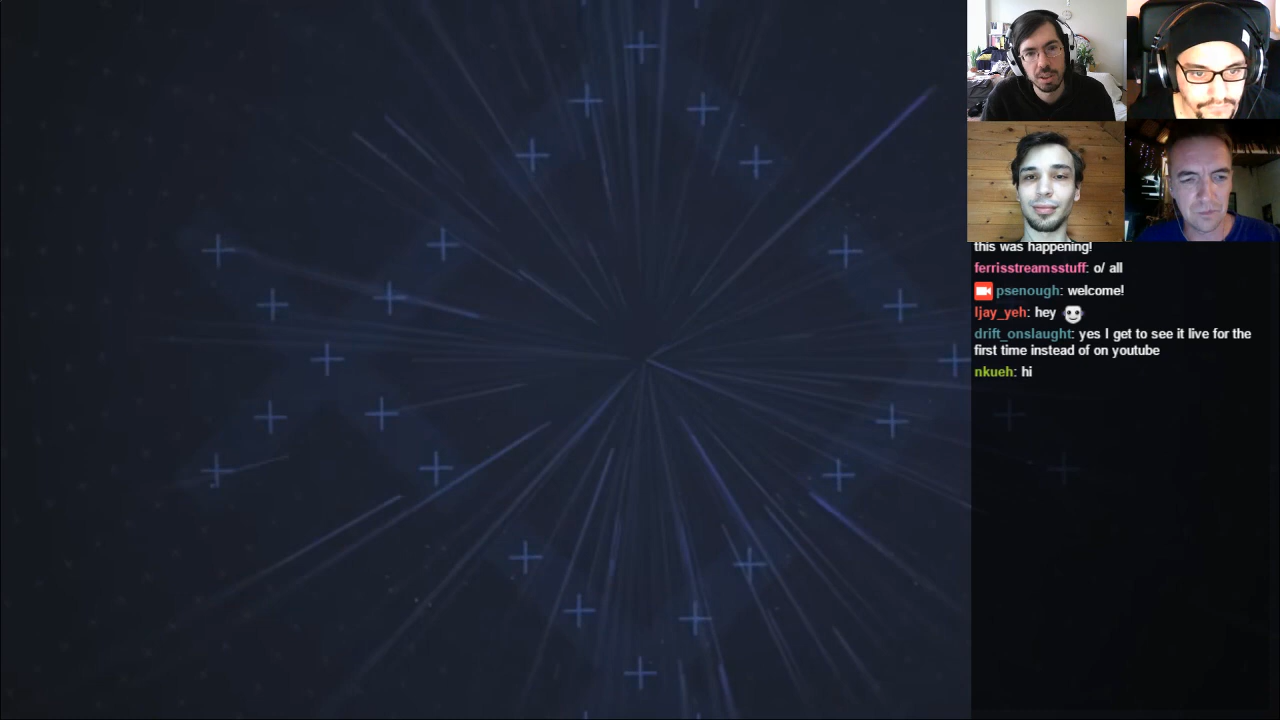 this was happening!
ferrisstreamsstuff: o/ all
psenough: welcome!
ljay_yeh: hey
drift_onslaught: yes I get to see it live for the
first time instead of on youtube
nkueh: hi